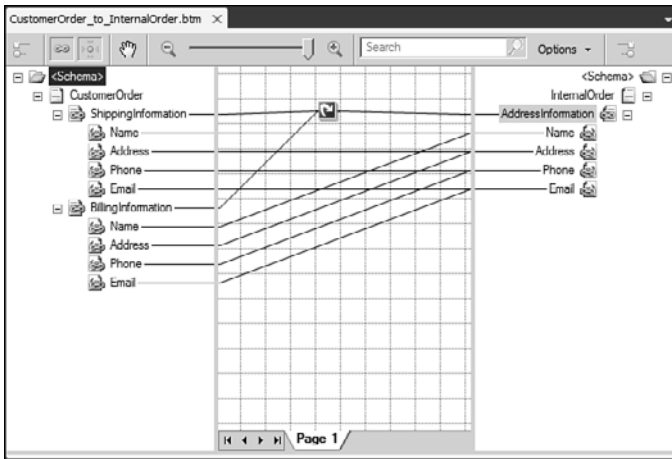 CustomerOrder_to_InternalOrder.btm
Search
Options
<Schema>
CustomerOrder
ShippingInformation
Name
Address
Phone
Email
BillingInformation
Name
Address
Phone
Email
<Schema>
InternalOrder
AddressInformation
Name
Address
Phone
Email
Page 1